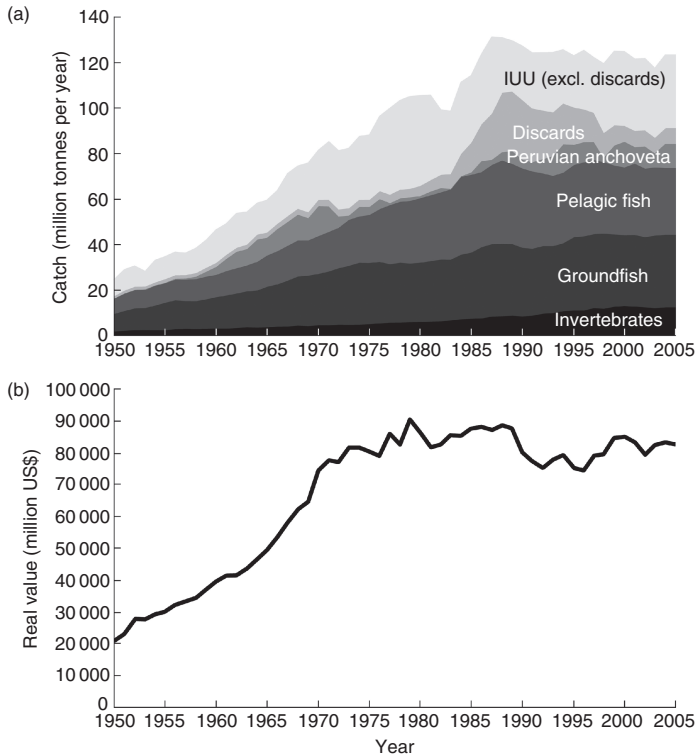 (a)
Catch (million tonnes per year)
140
120
100
80
60
40
20
0
IUU (excl. discards)
Discards
Peruvian anchoveta
Pelagic fish
Groundfish
Invertebrates
1950 1955 1960 1965 1970 1975 1980 1985 1990 1995 2000 2005
(b)
Real value (million US$)
100 000
90 000
80 000
70 000
60 000
50 000
40 000
30 000
20 000
10 000
0
1950 1955 1960 1965 1970 1975 1980 1985 1990 1995 2000 2005
Year